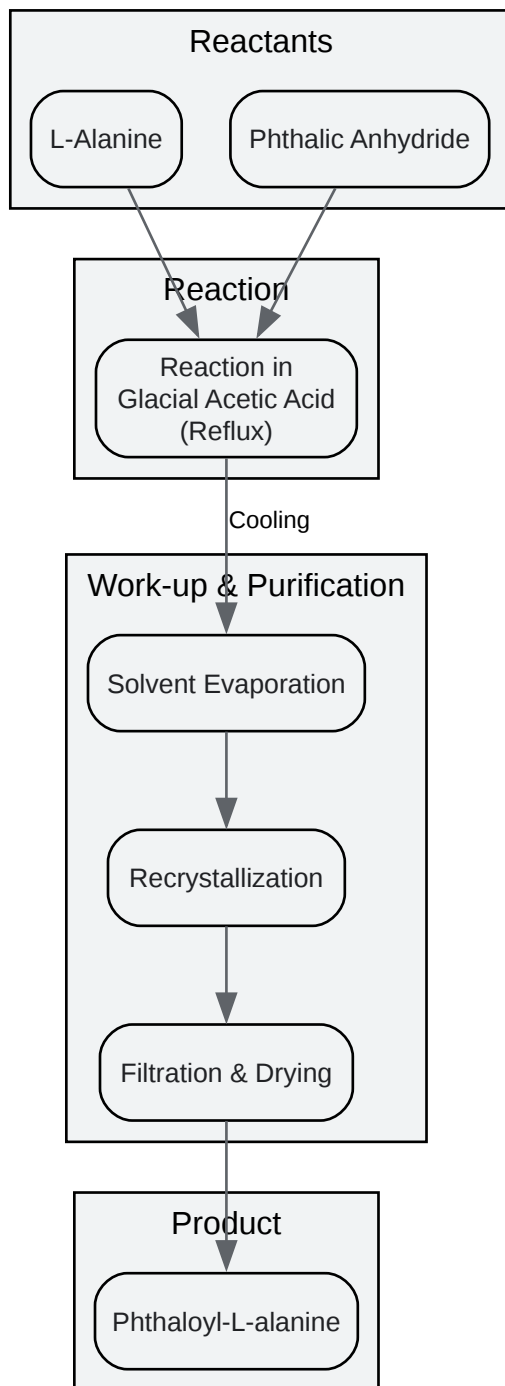 Reactants
L-Alanine
Phthalic Anhydride
Reaction
Reaction in
Glacial Acetic Acid
(Reflux)
Cooling
Work-up & Purification
Solvent Evaporation
Recrystallization
Filtration & Drying
Product
Phthaloyl-L-alanine